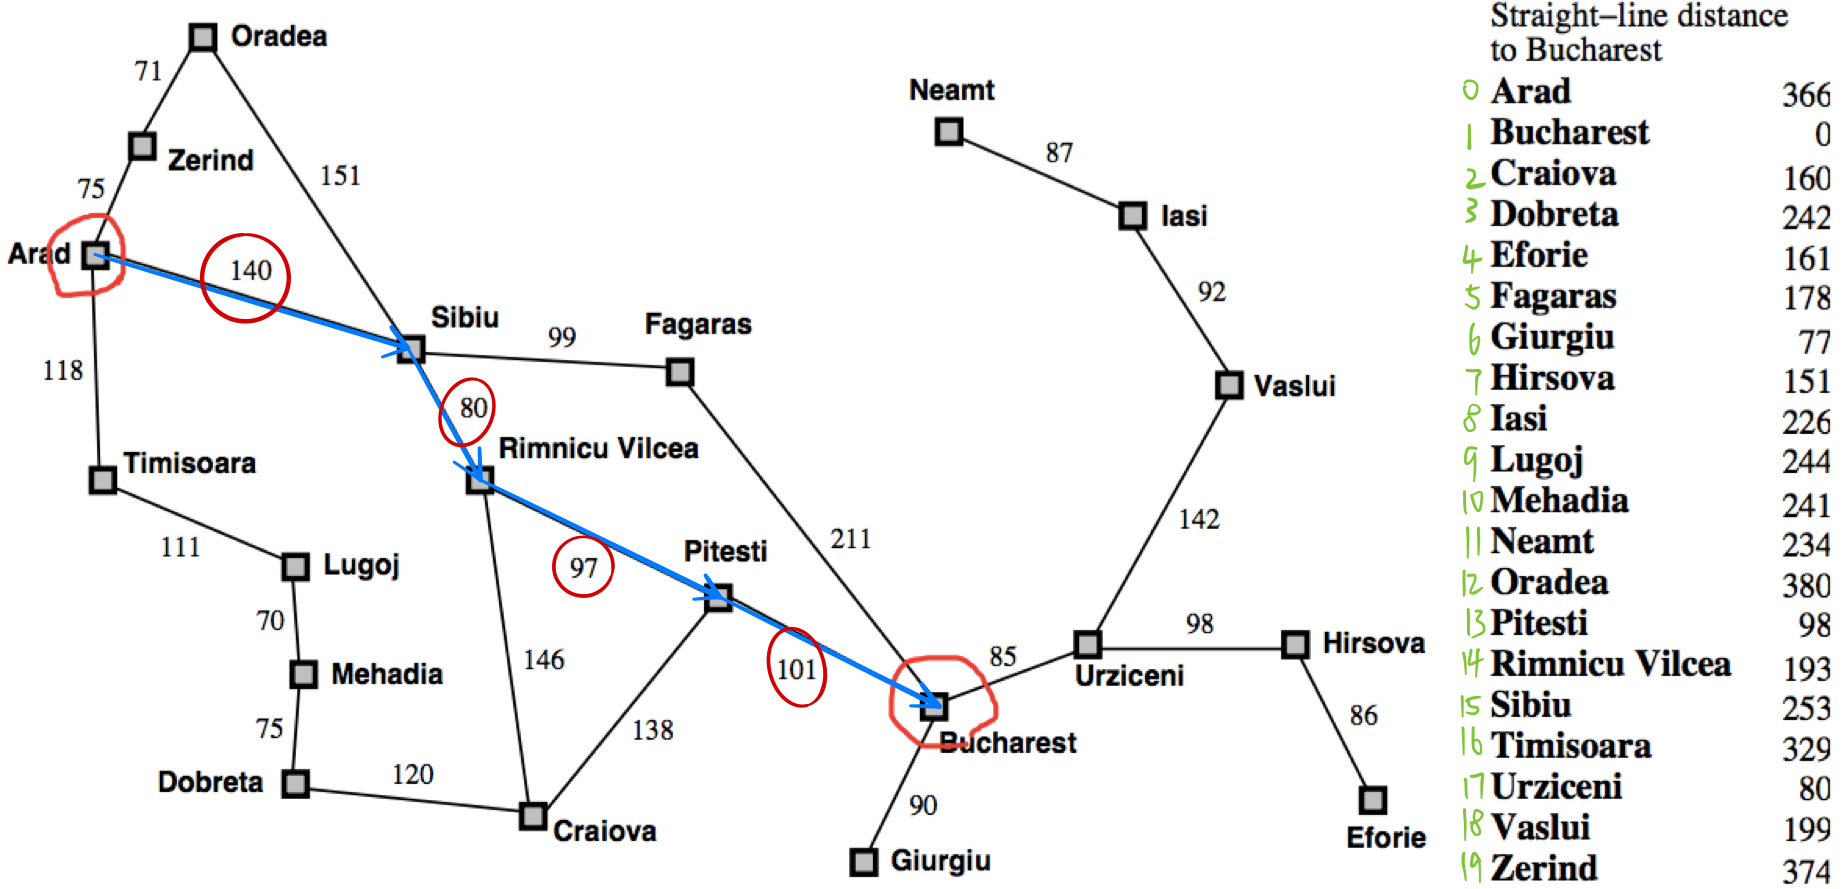 Oradea
71
Neamt
87
Zerind
151
75
Iasi
Arad
140
92
Sibiu
99
Fagaras
118
80
Vaslui
Rimnicu Vilcea
Timisoara
211
142
111
Pitesti
97
Lugoj
70
98
Hirsova
85
146
101
Urziceni
Mehadia
86
75
138
Bucharest
Dobreta
120
90
Craiova
Eforie
Giurgiu
Straight–line distance
to Bucharest
0 Arad 366
1 Bucharest 0
2 Craiova 160
3 Dobreta 242
4 Eforie 161
5 Fagaras 178
6 Giurgiu 77
7 Hirsova 151
8 Iasi 226
9 Lugoj 244
10 Mehadia 241
11 Neamt 234
12 Oradea 380
13 Pitesti 98
14 Rimnicu Vilcea 193
15 Sibiu 253
16 Timisoara 329
17 Urziceni 80
18 Vaslui 199
19 Zerind 374